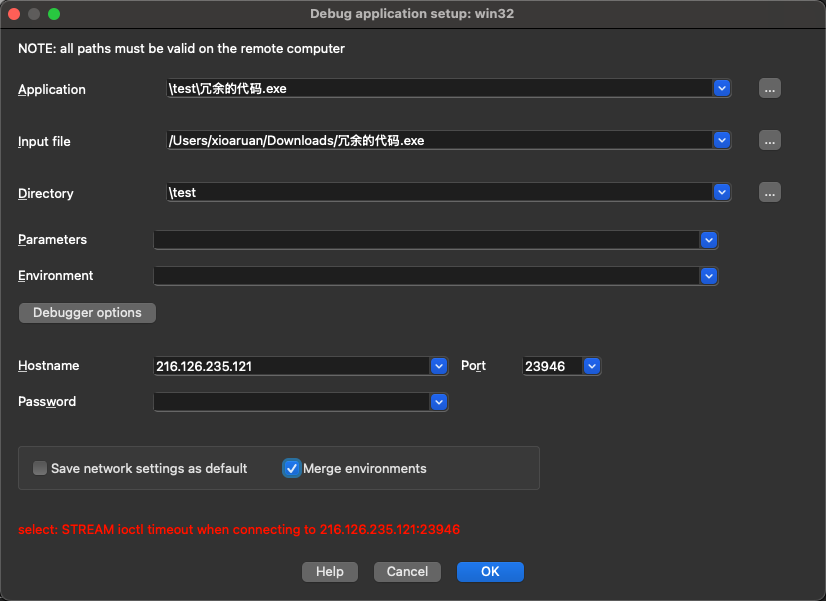 Debug application setup: win32
NOTE: all paths must be valid on the remote computer
Application \test\冗余的代码.exe ...
Input file /Users/xioaruan/Downloads/冗余的代码.exe ...
Directory \test ...
Parameters
Environment
Debugger options
Hostname 216.126.235.121 Port 23946
Password
Save network settings as default Merge environments
select: STREAM ioctl timeout when connecting to 216.126.235.121:23946
Help Cancel OK